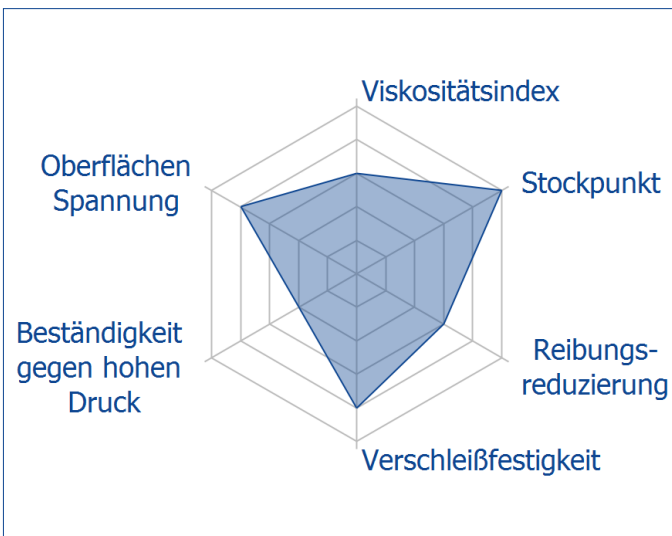 Viskositätsindex
Oberflächen
Spannung
Stockpunkt
Beständigkeit
gegen hohen
Druck
Reibungs-
reduzierung
Verschleißfestigkeit